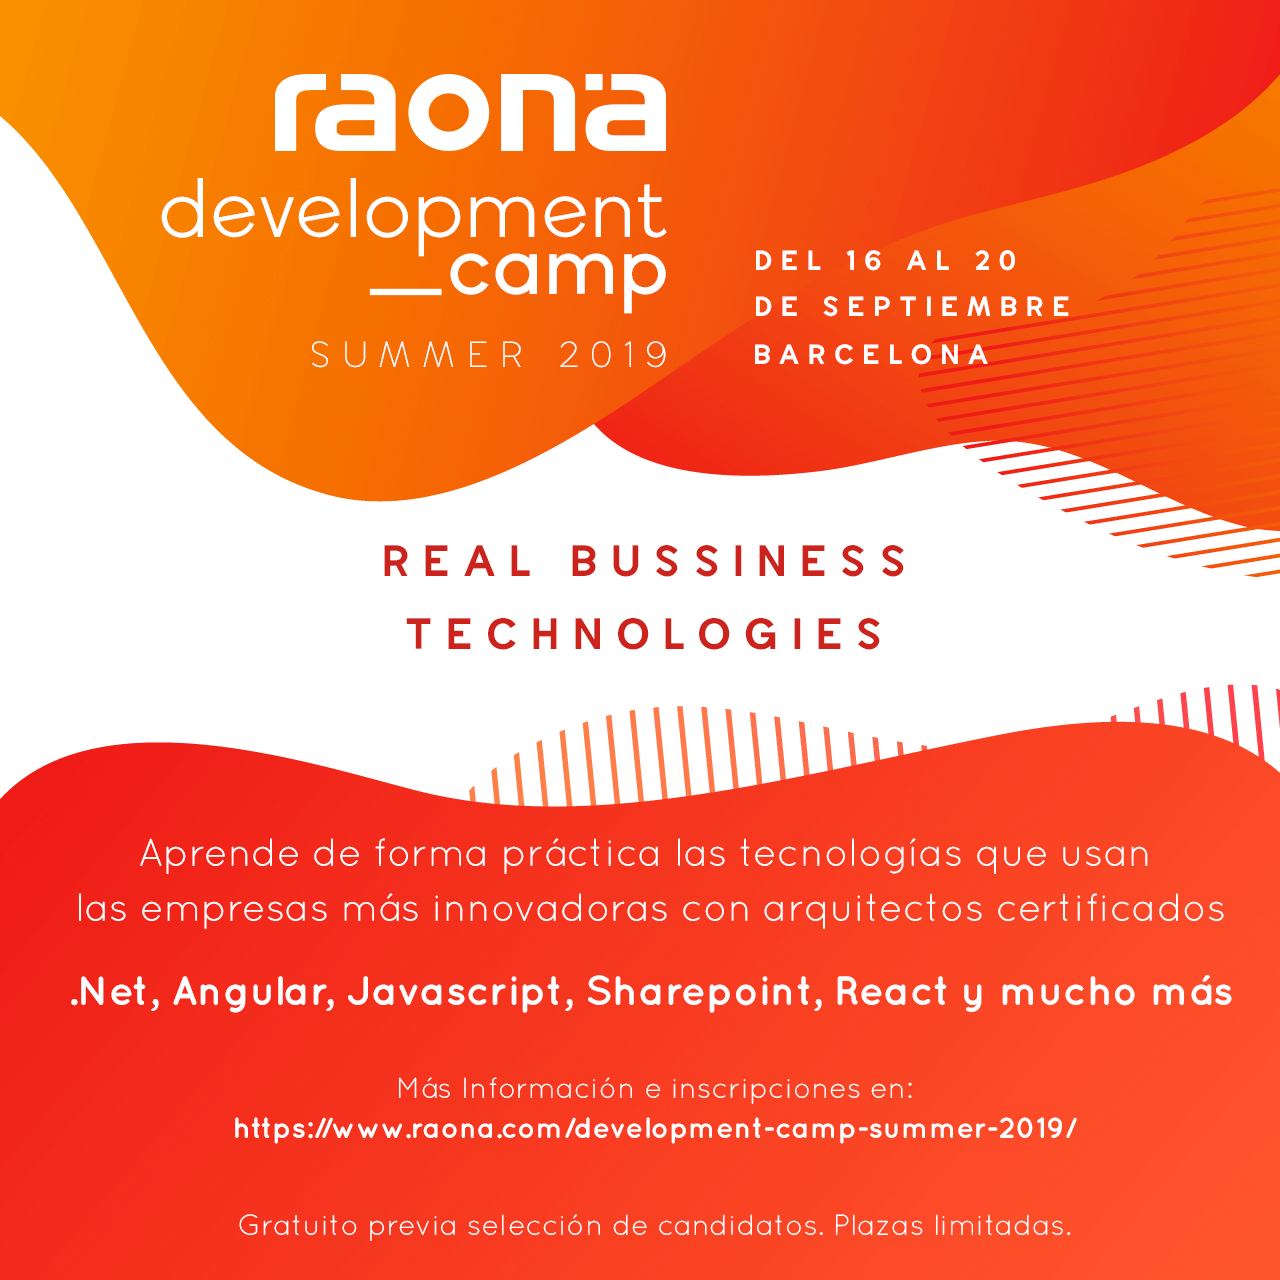 raona
development
_camp
SUMMER 2019
DEL 16 AL 20
DE SEPTIEMBRE
BARCELONA
REAL BUSSINESS
TECHNOLOGIES
Aprende de forma práctica las tecnologías que usan
las empresas más innovadoras con arquitectos certificados
.Net, Angular, Javascript, Sharepoint, React y mucho más
Más Información e inscripciones en:
https://www.raona.com/development-camp-summer-2019/
Gratuito previa selección de candidatos. Plazas limitadas.